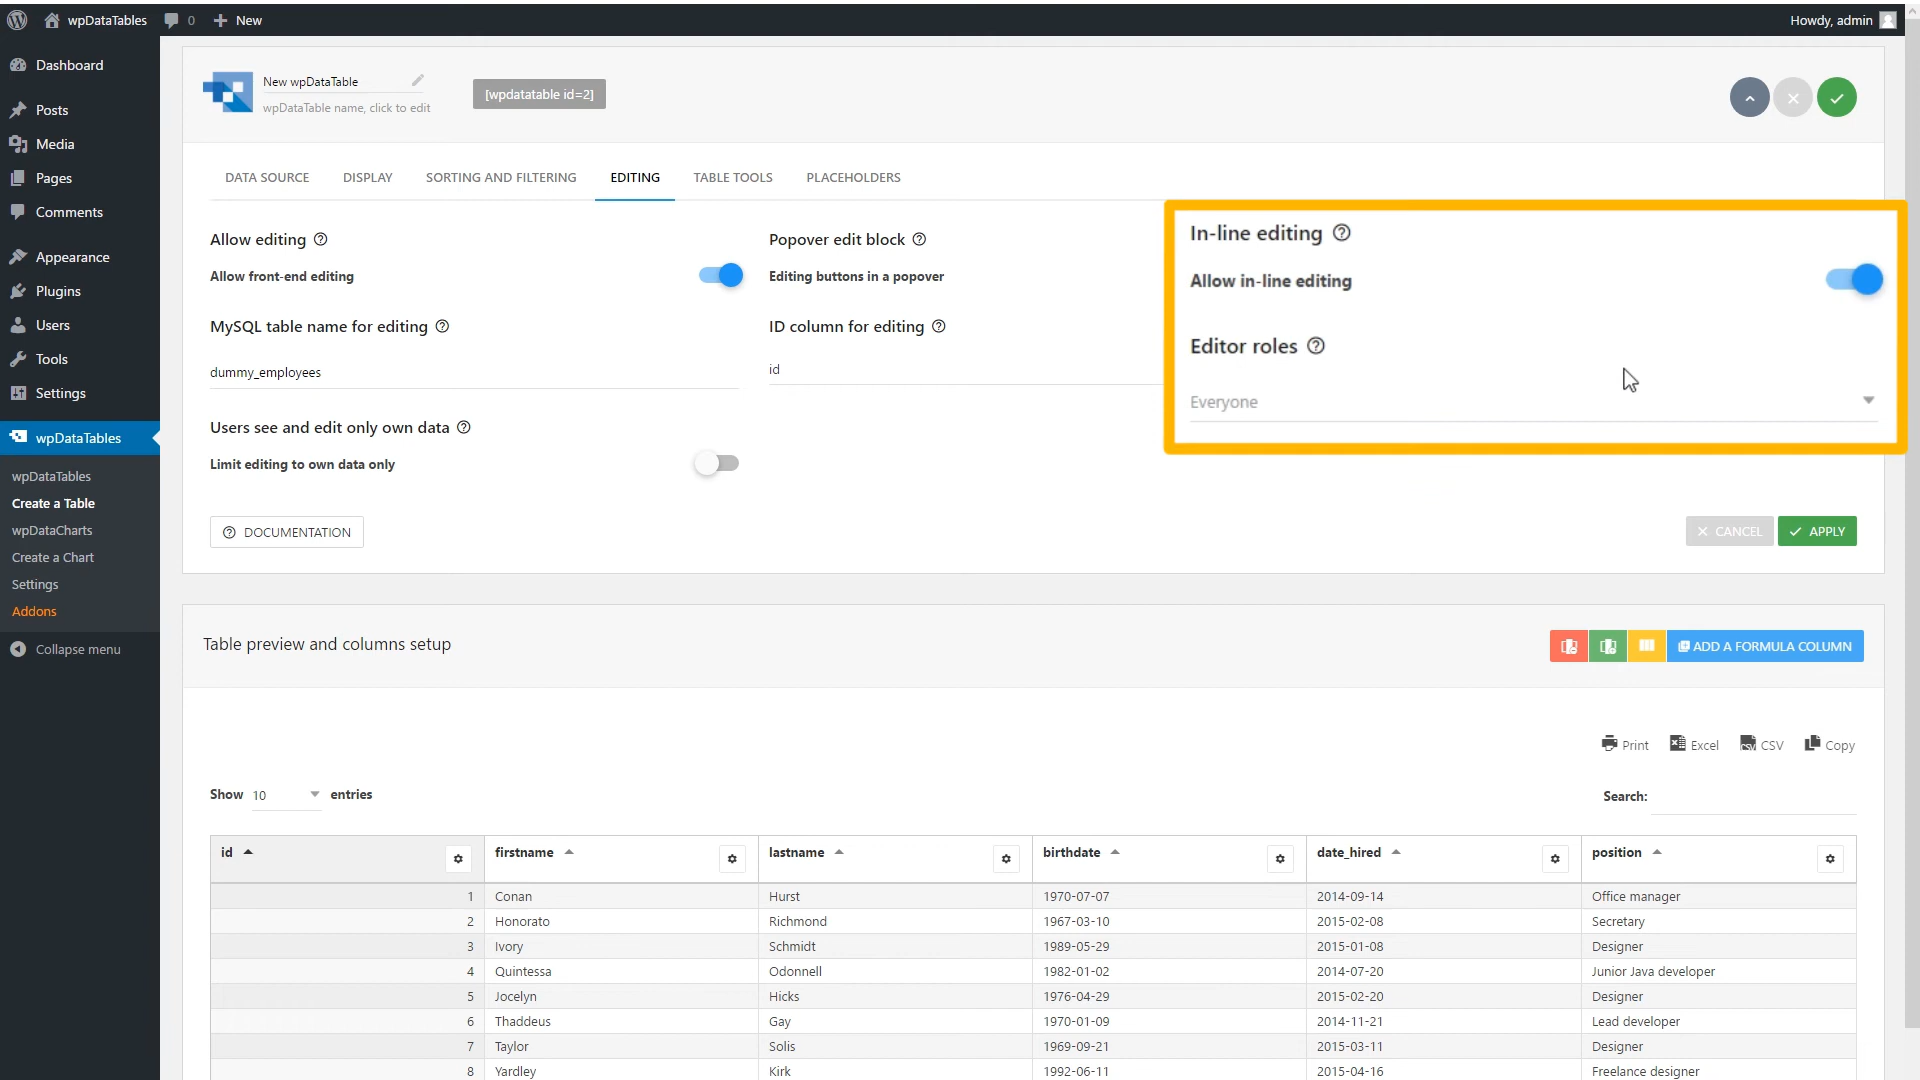 wpDataTables 0 New Howdy, admin
Dashboard
Posts
Media
Pages
Comments
Appearance
Plugins
Users
Tools
Settings
wpDataTables
wpDataTables
Create a Table
wpDataCharts
Create a Chart
Settings
Addons
Collapse menu
New wpDataTable
wpDataTable name, click to edit
[wpdatatable id=2]
DATA SOURCE DISPLAY SORTING AND FILTERING EDITING TABLE TOOLS PLACEHOLDERS
Allow editing
Allow front-end editing
Popover edit block
Editing buttons in a popover
In-line editing
Allow in-line editing
MySQL table name for editing
dummy_employees
ID column for editing
id
Editor roles
Everyone
Users see and edit only own data
Limit editing to own data only
DOCUMENTATION
CANCEL APPLY
Table preview and columns setup
ADD A FORMULA COLUMN
Print Excel CSV Copy
Show 10 entries
Search:
id firstname lastname birthdate date_hired position
1 Conan Hurst 1970-07-07 2014-09-14 Office manager
2 Honorato Richmond 1967-03-10 2015-02-08 Secretary
3 Ivory Schmidt 1989-05-29 2015-01-08 Designer
4 Quintessa Odonnell 1982-01-02 2014-07-20 Junior Java developer
5 Jocelyn Hicks 1976-04-29 2015-02-20 Designer
6 Thaddeus Gay 1970-01-09 2014-11-21 Lead developer
7 Taylor Solis 1969-09-21 2015-03-11 Designer
8 Yardley Kirk 1992-06-11 2015-04-16 Freelance designer